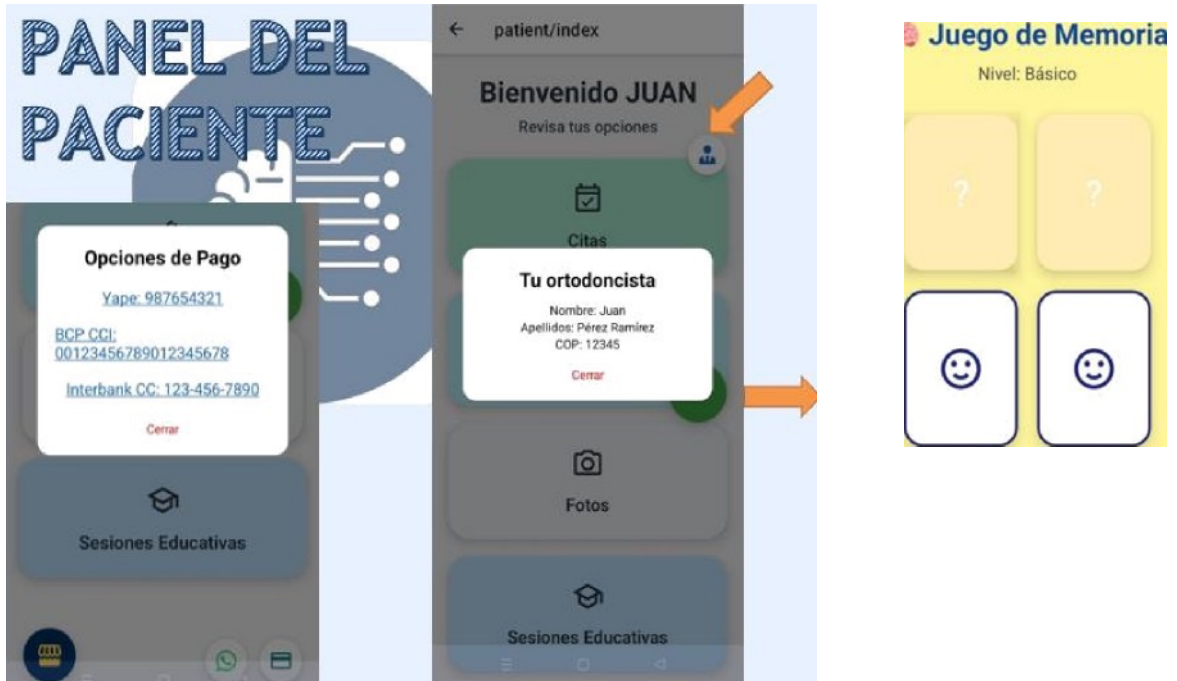 PANEL DEL
PACIENTE
Opciones de Pago
Yape: 987654321
BCP CCI:
00123456789012345678
Interbank CC: 123-456-7890
Cerrar
Sesiones Educativas
patient/index
Bienvenido JUAN
Revisa tus opciones
Citas
Tu ortodoncista
Nombre: Juan
Apellidos: Pérez Ramírez
COP: 12345
Cerrar
Fotos
Sesiones Educativas
Juego de Memoria
Nivel: Básico
?
?